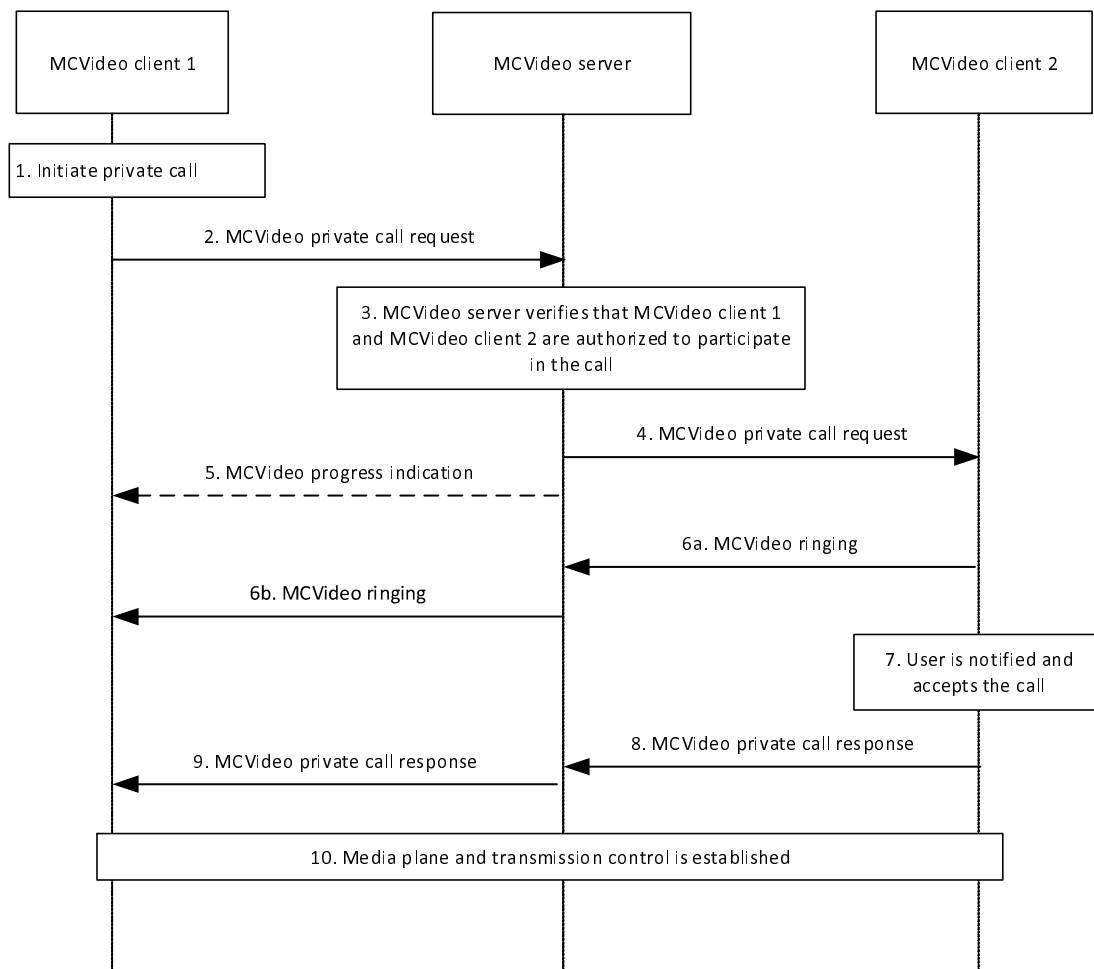 MCVideo client 1
MCVideo server
MCVideo client 2
1. Initiate private call
2. MCVideo private call request
3. MCVideo server verifies that MCVideo client 1
and MCVideo client 2 are authorized to participate
in the call
4. MCVideo private call request
5. MCVideo progress indication
6a. MCVideo ringing
6b. MCVideo ringing
7. User is notified and
accepts the call
8. MCVideo private call response
9. MCVideo private call response
10. Media plane and transmission control is established